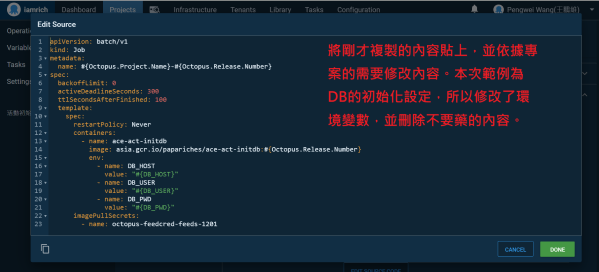 iamrich Dashboard Projects Infrastructure Tenants Library Tasks Configuration Pengwei Wang(王鵬維)
Operati
Variable
Tasks
Settings
Edit Source
1 apiVersion: batch/v1
2 kind: Job
3 metadata:
4 name: #{Octopus.Project.Name}-#{Octopus.Release.Number}
5 spec:
6 backoffLimit: 0
7 activeDeadlineSeconds: 300
8 ttlSecondsAfterFinished: 100
9 template:
10 spec:
11 restartPolicy: Never
12 containers:
13 - name: ace-act-initdb
14 image: asia.gcr.io/papariches/ace-act-initdb:#{Octopus.Release.Number}
15 env:
16 - name: DB_HOST
17 value: "#{DB_HOST}"
18 - name: DB_USER
19 value: "#{DB_USER}"
20 - name: DB_PWD
21 value: "#{DB_PWD}"
22 imagePullSecrets:
23 - name: octopus-feedcred-feeds-1201
將剛才複製的內容貼上，並依據專
案的需要修改內容。本次範例為
DB的初始化設定，所以修改了環
境變數，並刪除不要藥的內容。
CANCEL
DONE